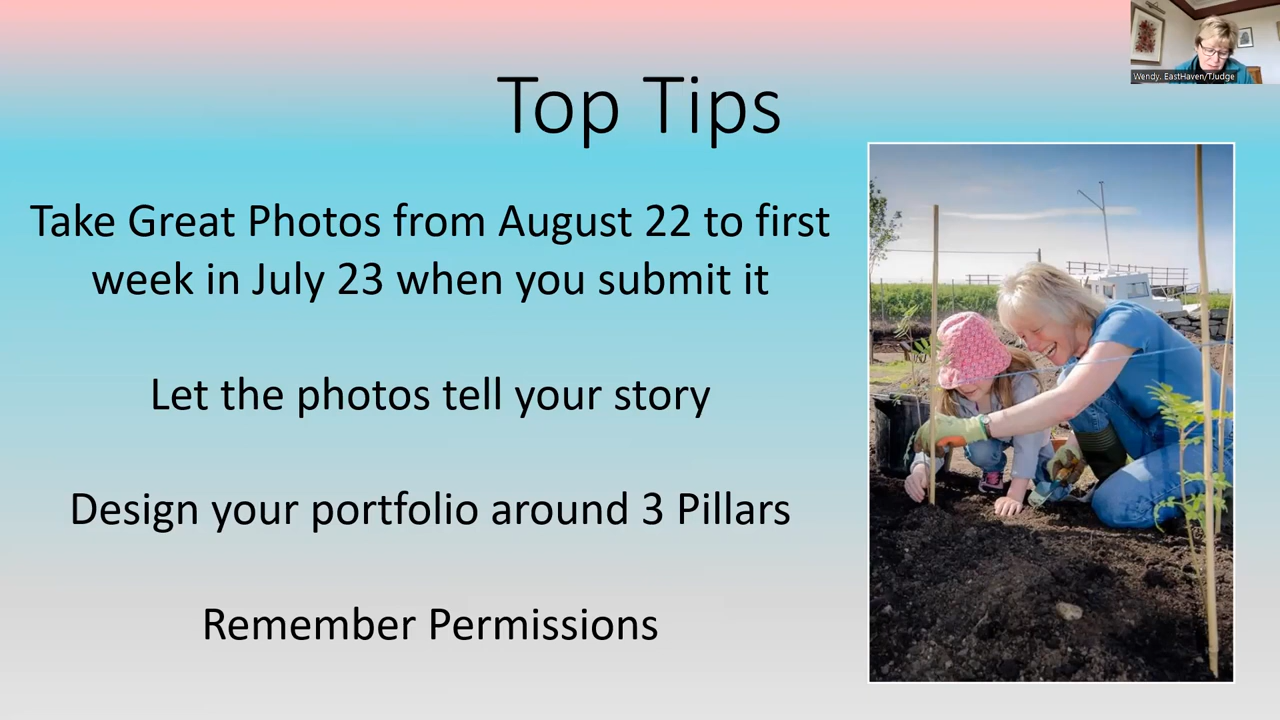 Wendy. EastHaven/TJudge
Top Tips
Take Great Photos from August 22 to first
week in July 23 when you submit it
Let the photos tell your story
Design your portfolio around 3 Pillars
Remember Permissions